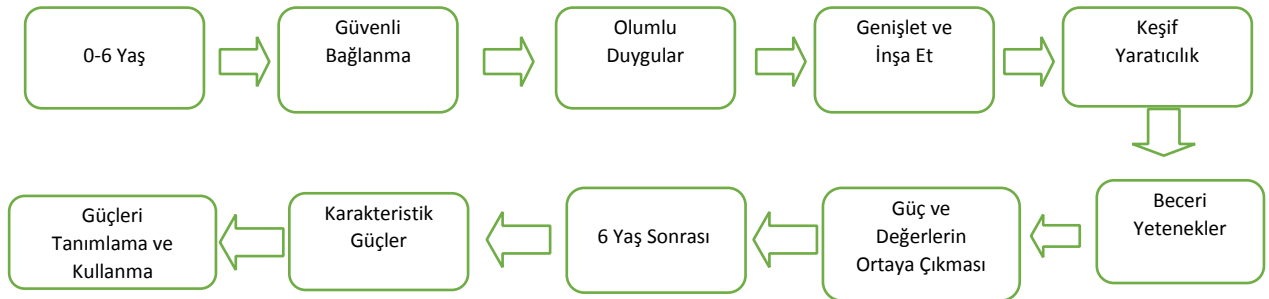 0-6 Yaş
Güvenli
Bağlanma
Olumlu
Duygular
Genişlet ve
İnşa Et
Keşif
Yaratıcılık
Beceri
Yetenekler
Güç ve
Değerlerin
Ortaya Çıkması
6 Yaş Sonrası
Karakteristik
Güçler
Güçleri
Tanımlama ve
Kullanma